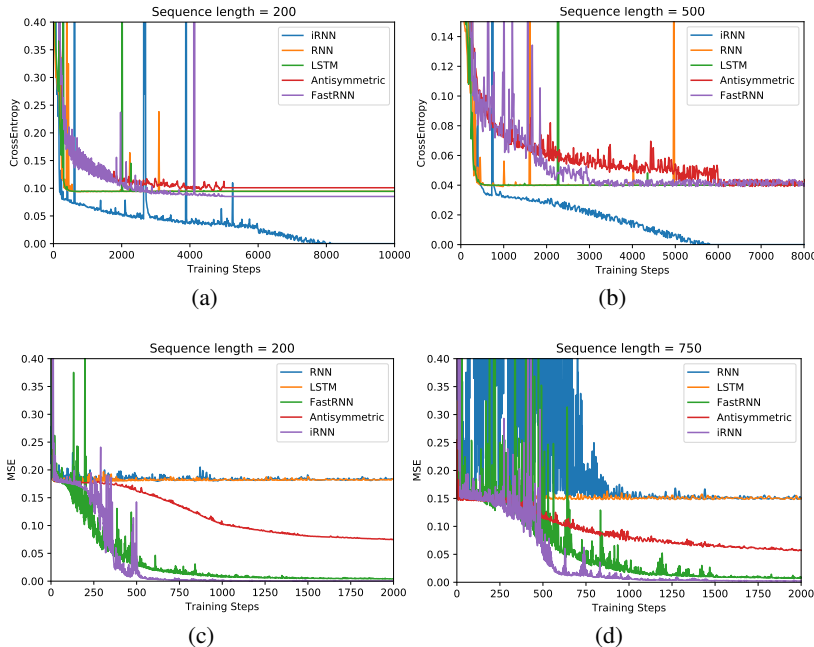 Sequence length = 200
0.40
0.35
0.30
0.25
0.20
0.15
0.10
0.05
0.00
CrossEntropy
iRNN
RNN
LSTM
Antisymmetric
FastRNN
0 2000 4000 6000 8000 10000
Training Steps
(a)
Sequence length = 500
0.14
0.12
0.10
0.08
0.06
0.04
0.02
0.00
CrossEntropy
iRNN
RNN
LSTM
Antisymmetric
FastRNN
0 1000 2000 3000 4000 5000 6000 7000 8000
Training Steps
(b)
Sequence length = 200
0.40
0.35
0.30
0.25
0.20
0.15
0.10
0.05
0.00
MSE
RNN
LSTM
FastRNN
Antisymmetric
iRNN
0 250 500 750 1000 1250 1500 1750 2000
Training Steps
(c)
Sequence length = 750
0.40
0.35
0.30
0.25
0.20
0.15
0.10
0.05
0.00
MSE
RNN
LSTM
FastRNN
Antisymmetric
iRNN
0 250 500 750 1000 1250 1500 1750 2000
Training Steps
(d)